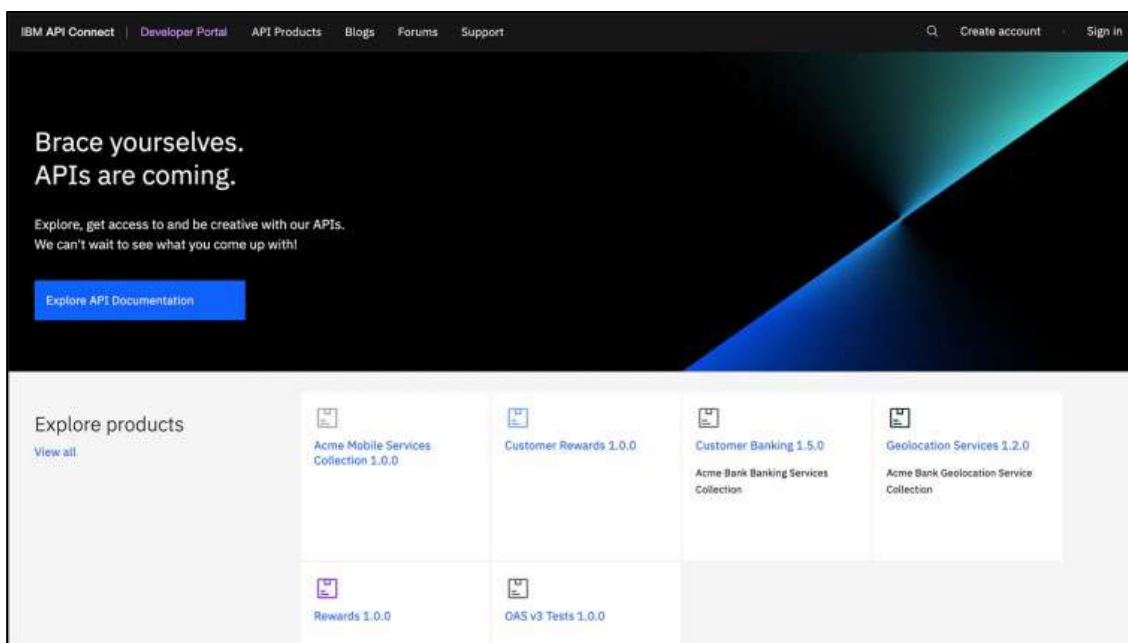 IBM API Connect | Developer Portal API Products Blogs Forums Support Create account Sign in
Brace yourselves.
APIs are coming.
Explore, get access to and be creative with our APIs.
We can't wait to see what you come up with!
Explore API Documentation
Explore products
View all
Acme Mobile Services
Collection 1.0.0
Customer Rewards 1.0.0
Customer Banking 1.5.0
Acme Bank Banking Services
Collection
Geolocation Services 1.2.0
Acme Bank Geolocation Service
Collection
Rewards 1.0.0
OAS v3 Tests 1.0.0